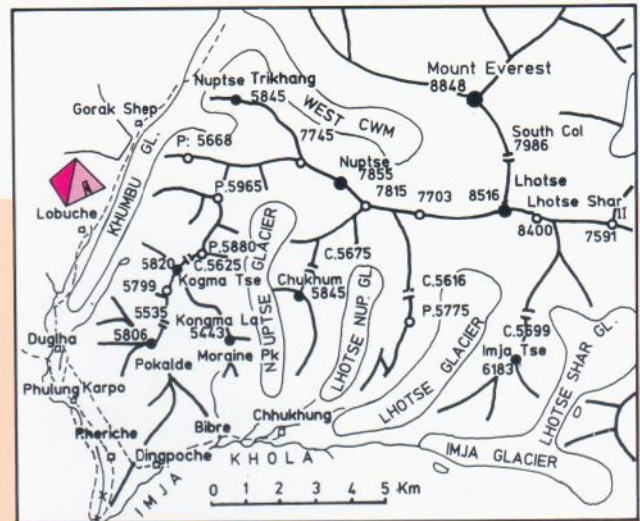 Mount Everest
8848
Nuptse Trikhang
5845
WEST CWM
Gorak Shep
P: 5668
7745
South Col
7986
Nuptse
7855
7815
7703
8516
Lhotse
Lhotse Shar
II
8400
7591
KHUMBU GL.
P.5965
Lobuche
P.5880
C.5625
5820
Kogma Tse
5799
5535
5806
NUUPTSE GLACIER
C.5675
Chukhum
5845
C.5616
P.5775
LHOTSE NUP. GL.
LHOTSE GLACIER
C.5699
Imja Tse
6183
LHOTSE SHAR GL.
Kongma La
5443
Moraine Pk
Duglha
Pokalde
Phulung Karpo
Pheriche
Bibre
Chhukhung
Dingpoche
IMJA KHOLA
IMJA GLACIER
0 1 2 3 4 5 Km